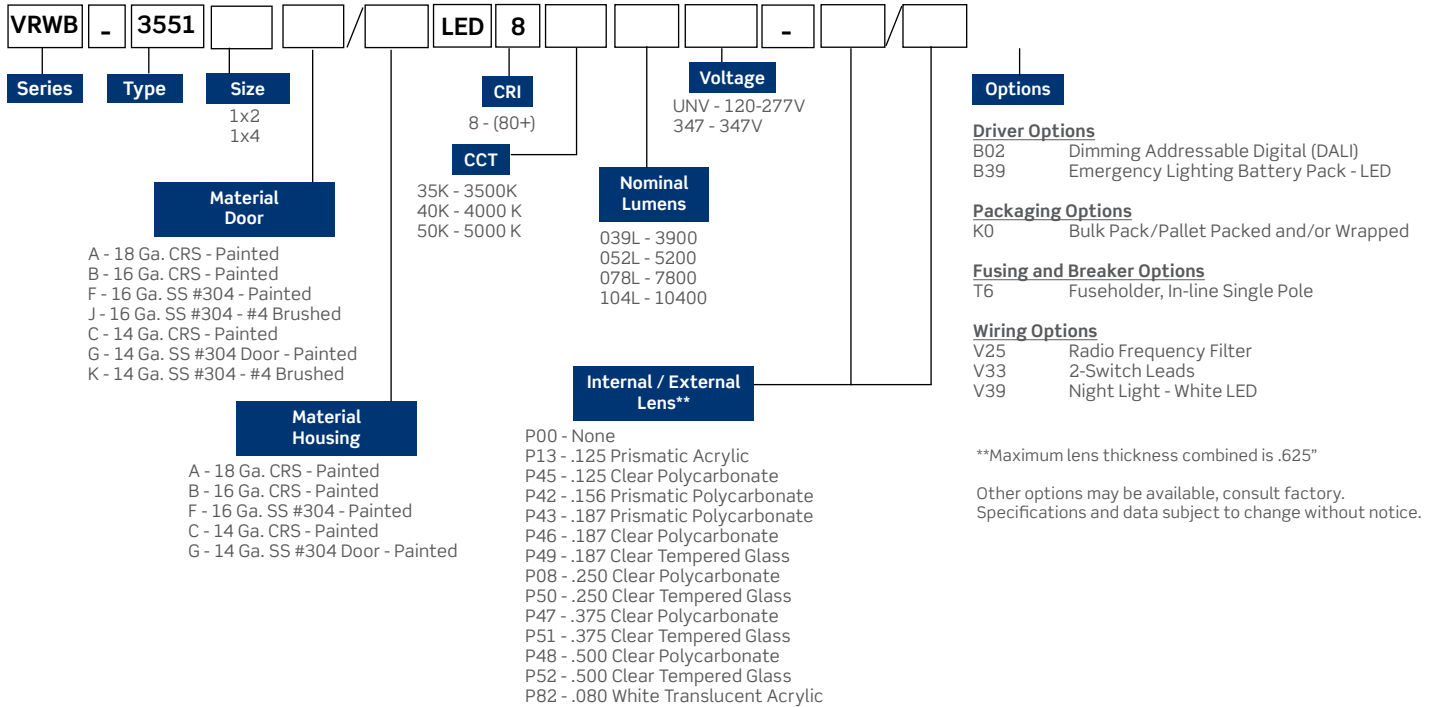 VRWB - 3551 / LED 8 - /
Series
Type
Size
1x2
1x4
Material
Door
A - 18 Ga. CRS - Painted
B - 16 Ga. CRS - Painted
F - 16 Ga. SS #304 - Painted
J - 16 Ga. SS #304 - #4 Brushed
C - 14 Ga. CRS - Painted
G - 14 Ga. SS #304 Door - Painted
K - 14 Ga. SS #304 - #4 Brushed
Material
Housing
A - 18 Ga. CRS - Painted
B - 16 Ga. CRS - Painted
F - 16 Ga. SS #304 - Painted
C - 14 Ga. CRS - Painted
G - 14 Ga. SS #304 Door - Painted
CRI
8 - (80+)
CCT
35K - 3500K
40K - 4000 K
50K - 5000 K
Nominal
Lumens
039L - 3900
052L - 5200
078L - 7800
104L - 10400
Voltage
UNV - 120-277V
347 - 347V
Internal / External
Lens**
P00 - None
P13 - .125 Prismatic Acrylic
P45 - .125 Clear Polycarbonate
P42 - .156 Prismatic Polycarbonate
P43 - .187 Prismatic Polycarbonate
P46 - .187 Clear Polycarbonate
P49 - .187 Clear Tempered Glass
P08 - .250 Clear Polycarbonate
P50 - .250 Clear Tempered Glass
P47 - .375 Clear Polycarbonate
P51 - .375 Clear Tempered Glass
P48 - .500 Clear Polycarbonate
P52 - .500 Clear Tempered Glass
P82 - .080 White Translucent Acrylic
Options
Driver Options
B02 Dimming Addressable Digital (DALI)
B39 Emergency Lighting Battery Pack - LED
Packaging Options
K0 Bulk Pack/Pallet Packed and/or Wrapped
Fusing and Breaker Options
T6 Fuseholder, In-line Single Pole
Wiring Options
V25 Radio Frequency Filter
V33 2-Switch Leads
V39 Night Light - White LED
**Maximum lens thickness combined is .625”
Other options may be available, consult factory.
Specifications and data subject to change without notice.